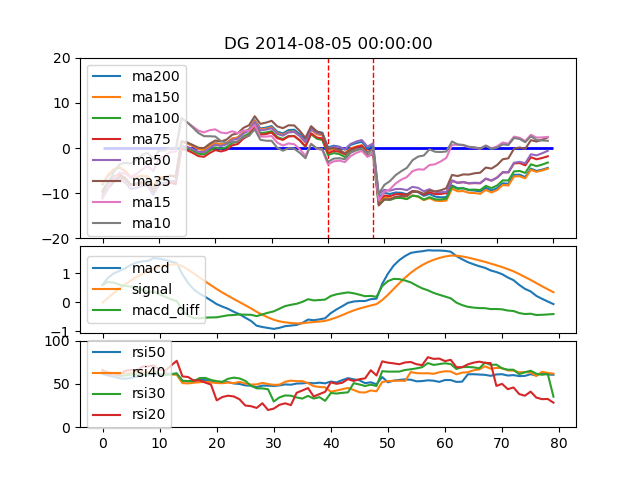 DG 2014-08-05 00:00:00
20
10
0
−10
−20
ma200
ma150
ma100
ma75
ma50
ma35
ma15
ma10
1
0
−1
macd
signal
macd_diff
100
50
0
rsi50
rsi40
rsi30
rsi20
0 10 20 30 40 50 60 70 80